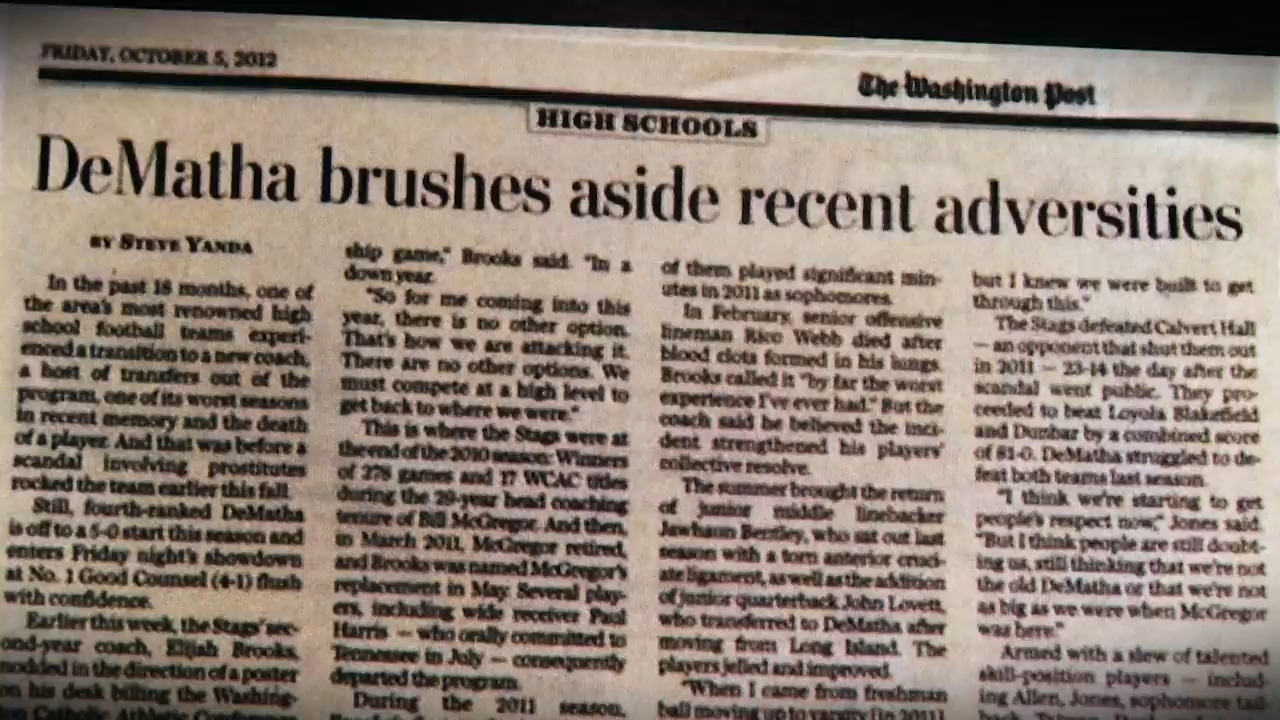 FRIDAY, OCTOBER 5, 2012
The Washington Post
HIGH SCHOOLS
DeMatha brushes aside recent adversities
BY STEVE YANDA
In the past 18 months, one of
the area's most renowned high
school football teams experi-
enced a transition to a new coach,
a host of transfers out of the
program, one of its worst seasons
in recent memory and the death
of a player. And that was before a
scandal involving prostitutes
rocked the team earlier this fall.
Still, fourth-ranked DeMatha
is off to a 5-0 start this season and
enters Friday night's showdown
at No. 1 Good Counsel (4-1) flush
with confidence.
Earlier this week, the Stags' sec-
ond-year coach, Elijah Brooks,
nodded in the direction of a poster
on his desk billing the Washing-
ton Catholic Athletic Conference
ship game," Brooks said. "In a
down year.
"So for me coming into this
year, there is no other option.
That's how we are attacking it.
There are no other options. We
must compete at a high level to
get back to where we were."
This is where the Stags were at
the end of the 2010 season: Winners
of 278 games and 17 WCAC titles
during the 29-year head coaching
tenure of Bill McGregor. And then,
in March 2011, McGregor retired,
and Brooks was named McGregor's
replacement in May. Several play-
ers, including wide receiver Paul
Harris — who orally committed to
Tennessee in July — consequently
departed the program.
During the 2011 season,
of them played significant min-
utes in 2011 as sophomores.
In February, senior offensive
lineman Rico Webb died after
blood clots formed in his lungs.
Brooks called it "by far the worst
experience I've ever had." But the
coach said he believed the inci-
dent strengthened his players'
collective resolve.
The summer brought the return
of junior middle linebacker
Jawhaun Bentley, who sat out last
season with a torn anterior cruci-
ate ligament, as well as the addition
of junior quarterback John Lovett,
who transferred to DeMatha after
moving from Long Island. The
players jelled and improved.
"When I came from freshman
ball moving up to varsity [in 2011]
but I knew we were built to get
through this."
The Stags defeated Calvert Hall
— an opponent that shut them out
in 2011 — 23-14 the day after the
scandal went public. They pro-
ceeded to beat Loyola Blakefield
and Dunbar by a combined score
of 81-0. DeMatha struggled to de-
feat both teams last season.
"I think we're starting to get
people's respect now," Jones said.
"But I think people are still doubt-
ing us, still thinking that we're not
the old DeMatha or that we're not
as big as we were when McGregor
was here."
Armed with a slew of talented
skill-position players — includ-
ing Allen, Jones, sophomore tail-